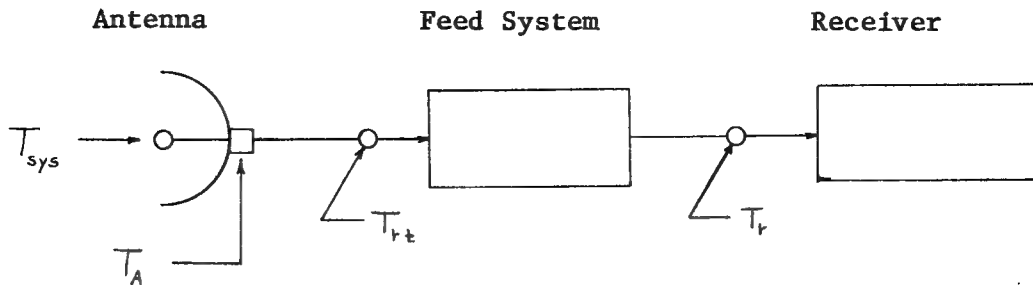 Antenna
Feed System
Receiver
T_sys
T_rt
T_r
T_A